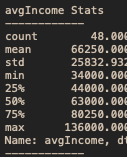 avgIncome Stats
------------
count 48.000
mean 66250.000
std 25832.932
min 34000.000
25% 44000.000
50% 63000.000
75% 80250.000
max 136000.000
Name: avgIncome, dt
------------